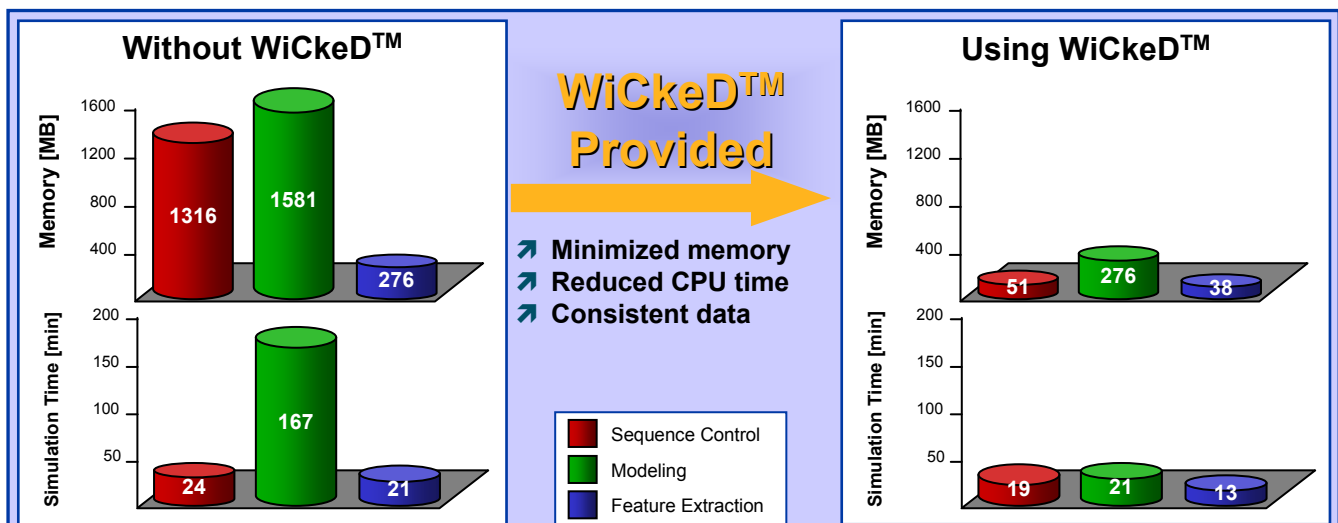 Without WiCkeD™
Memory [MB]
1600
1200
800
400
1316
1581
276
Simulation Time [min]
200
150
100
50
24
167
21
WiCkeD™
Provided
Minimized memory
Reduced CPU time
Consistent data
Sequence Control
Modeling
Feature Extraction
Using WiCkeD™
Memory [MB]
1600
1200
800
400
51
276
38
Simulation Time [min]
200
150
100
50
19
21
13